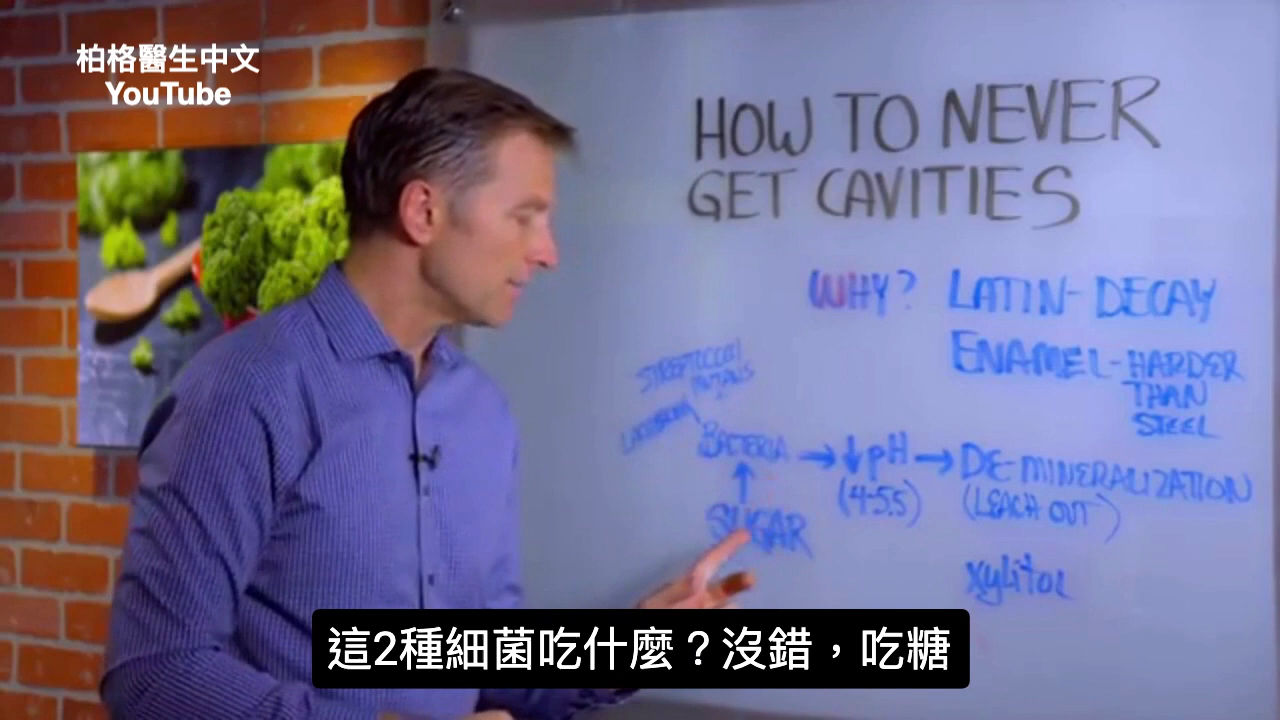 柏格醫生中文
YouTube
HOW TO NEVER
GET CAVITIES
WHY? LATIN-DECAY
ENAMEL-HARDER
THAN
STEEL
BACTERIA → ↓pH → DE-MINERALIZATION
(4-5.5) (LEACH OUT)
SUGAR
xylitol
這2種細菌吃什麼？沒錯，吃糖